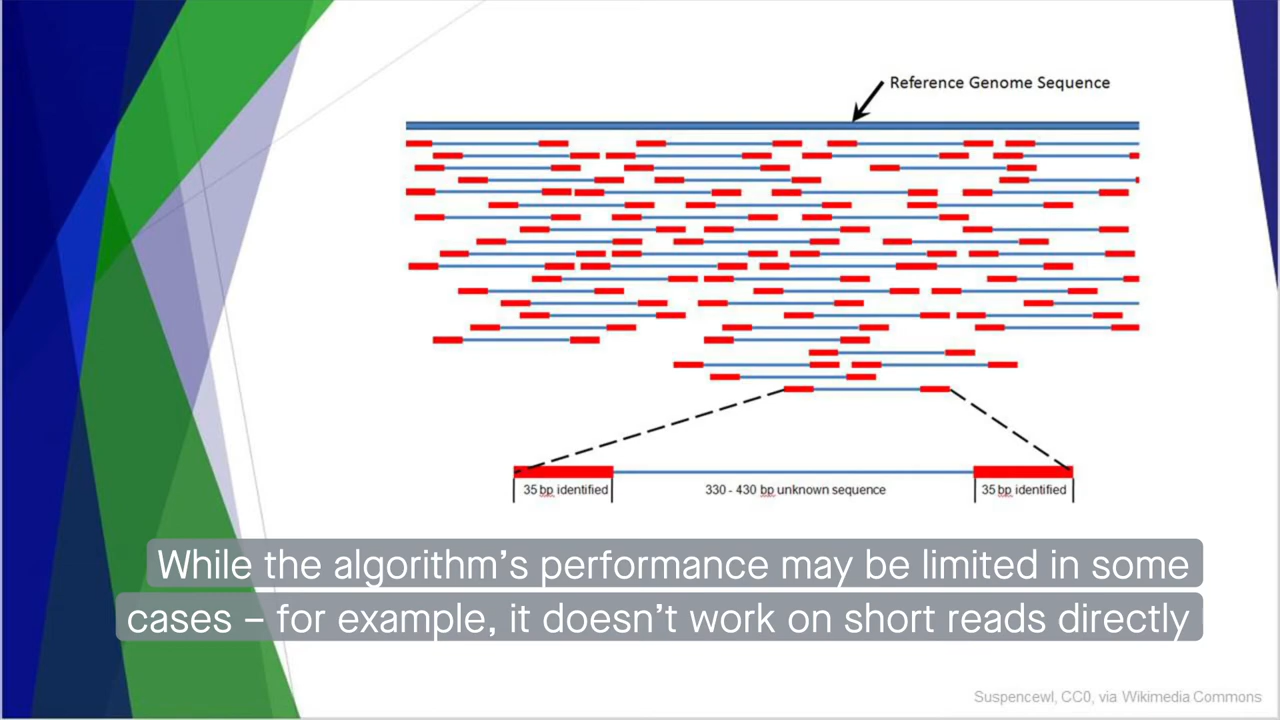 Reference Genome Sequence
35 bp identified
330 - 430 bp unknown sequence
35 bp identified
While the algorithm's performance may be limited in some
cases – for example, it doesn't work on short reads directly
Suspencewl, CC0, via Wikimedia Commons